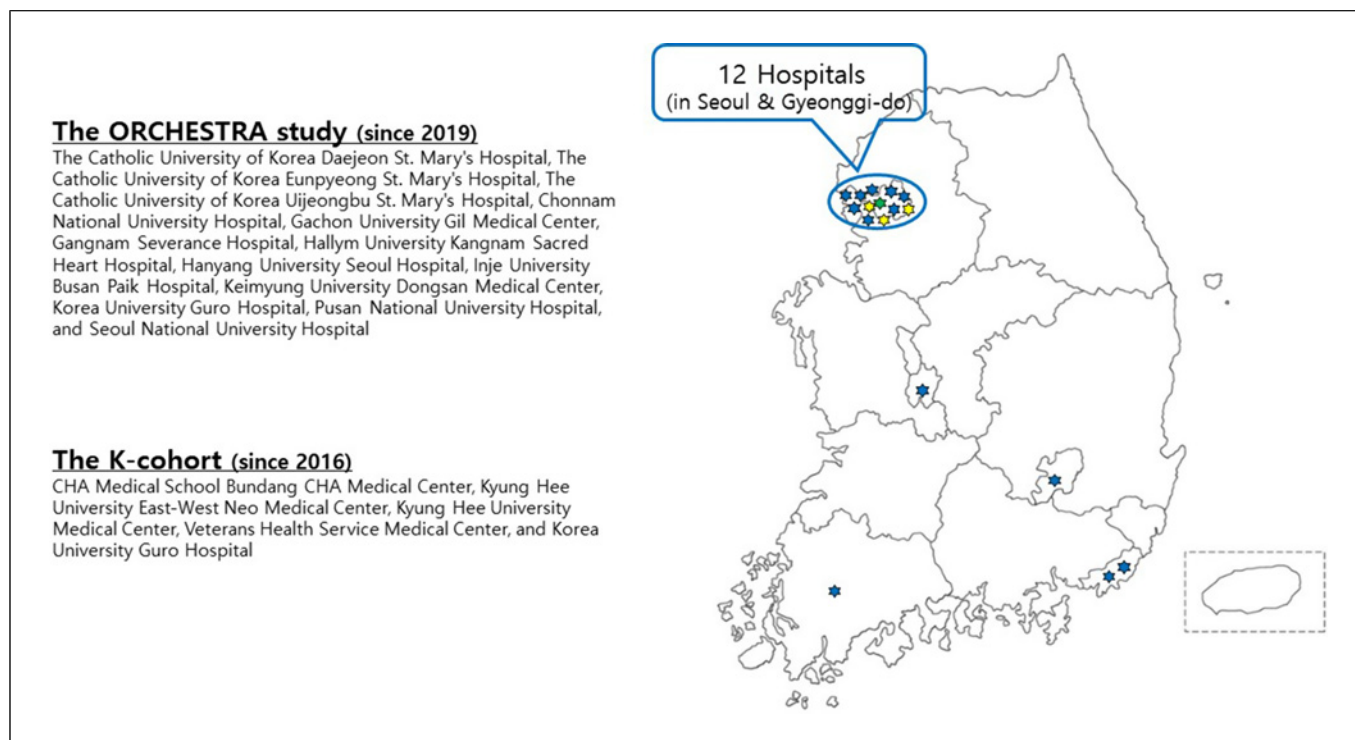 12 Hospitals
(in Seoul & Gyeonggi-do)
The ORCHESTRA study (since 2019)
The Catholic University of Korea Daejeon St. Mary's Hospital, The
Catholic University of Korea Eunpyeong St. Mary's Hospital, The
Catholic University of Korea Uijeongbu St. Mary's Hospital, Chonnam
National University Hospital, Gachon University Gil Medical Center,
Gangnam Severance Hospital, Hallym University Kangnam Sacred
Heart Hospital, Hanyang University Seoul Hospital, Inje University
Busan Paik Hospital, Keimyung University Dongsan Medical Center,
Korea University Guro Hospital, Pusan National University Hospital,
and Seoul National University Hospital
The K-cohort (since 2016)
CHA Medical School Bundang CHA Medical Center, Kyung Hee
University East-West Neo Medical Center, Kyung Hee University
Medical Center, Veterans Health Service Medical Center, and Korea
University Guro Hospital